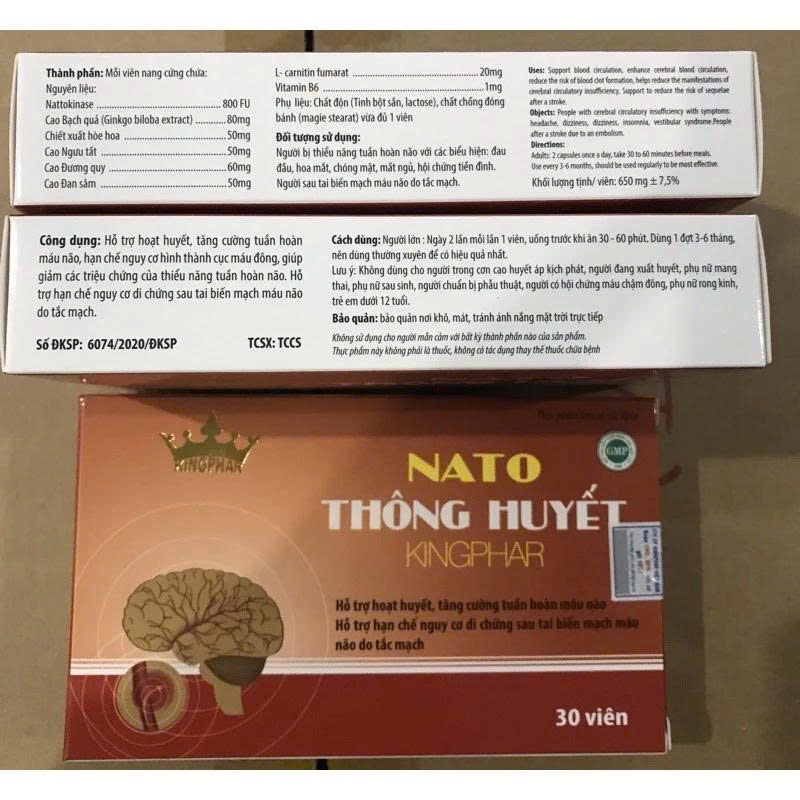 Thành phần: Mỗi viên nang cứng chứa:
Nguyên liệu:
Nattokinase 800 FU
Cao Bạch quả (Ginkgo biloba extract) 80mg
Chiết xuất hòe hoa 50mg
Cao Ngưu tất 50mg
Cao Đương quy 60mg
Cao Đan sâm 50mg
L- carnitin fumarat 20mg
Vitamin B6 1mg
Phụ liệu: Chất độn (Tinh bột sắn, lactose), chất chống đóng
bánh (magie stearat) vừa đủ 1 viên
Đối tượng sử dụng:
Người bị thiểu năng tuần hoàn não với các biểu hiện: đau
đầu, hoa mắt, chóng mặt, mất ngủ, hội chứng tiền đình.
Người sau tai biến mạch máu não do tắc mạch.
Uses: Support blood circulation, enhance cerebral blood circulation,
reduce the risk of blood clot formation, helps reduce the manifestations of
cerebral circulatory insufficiency. Support to reduce the risk of sequelae
after a stroke.
Objects: People with cerebral circulatory insufficiency with symptoms:
headache, dizziness, dizziness, insomnia, vestibular syndrome.People
after a stroke due to an embolism.
Directions:
Adults: 2 capsules once a day, take 30 to 60 minutes before meals.
Use every 3-6 months, should be used regularly to be most effective.
Khối lượng tịnh/ viên: 650 mg ± 7,5%
Công dụng: Hỗ trợ hoạt huyết, tăng cường tuần hoàn
máu não, hạn chế nguy cơ hình thành cục máu đông, giúp
giảm các triệu chứng của thiểu năng tuần hoàn não. Hỗ
trợ hạn chế nguy cơ di chứng sau tai biến mạch máu não
do tắc mạch.
Số ĐKSP: 6074/2020/ĐKSP TCSX: TCCS
Cách dùng: Người lớn : Ngày 2 lần mỗi lần 1 viên, uống trước khi ăn 30 - 60 phút. Dùng 1 đợt 3-6 tháng,
nên dùng thường xuyên để có hiệu quả nhất.
Lưu ý: Không dùng cho người trong cơn cao huyết áp kịch phát, người đang xuất huyết, phụ nữ mang
thai, phụ nữ sau sinh, người chuẩn bị phẫu thuật, người có hội chứng máu chậm đông, phụ nữ rong kinh,
trẻ em dưới 12 tuổi.
Bảo quản: bảo quản nơi khô, mát, tránh ánh nắng mặt trời trực tiếp
Không sử dụng cho người mẫn cảm với bất kỳ thành phần nào của sản phẩm.
Thực phẩm này không phải là thuốc, không có tác dụng thay thế thuốc chữa bệnh
KINGPHAR
GMP
NATO
THÔNG HUYẾT
KINGPHAR
Hỗ trợ hoạt huyết, tăng cường tuần hoàn máu não
Hỗ trợ hạn chế nguy cơ di chứng sau tai biến mạch máu
não do tắc mạch
30 viên